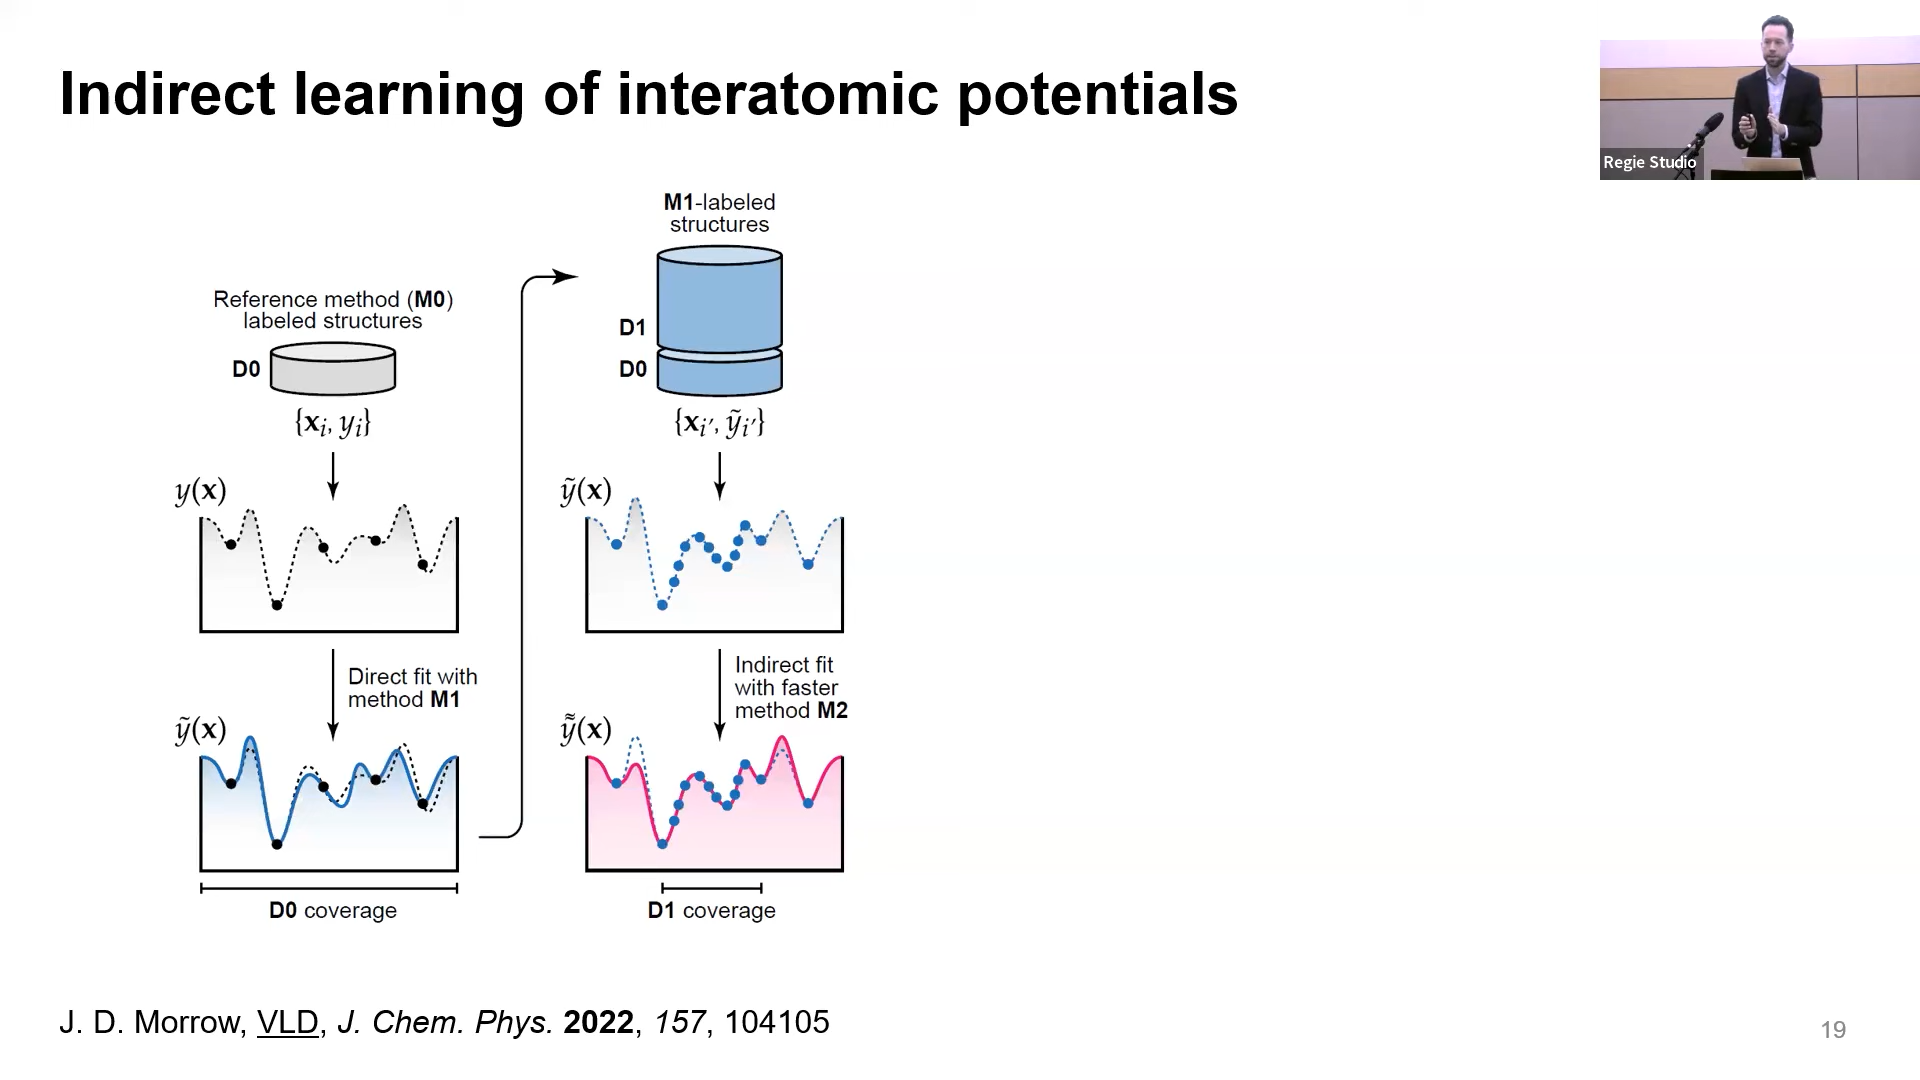 Indirect learning of interatomic potentials
Regie Studio
Reference method (M0)
labeled structures
D0
{xᵢ, yᵢ}
y(x)
Direct fit with
method M1
ỹ(x)
D0 coverage
M1-labeled
structures
D1
D0
{xᵢ′, ỹᵢ′}
ỹ(x)
Indirect fit
with faster
method M2
ỹ̃(x)
D1 coverage
J. D. Morrow, VLD, J. Chem. Phys. 2022, 157, 104105
19